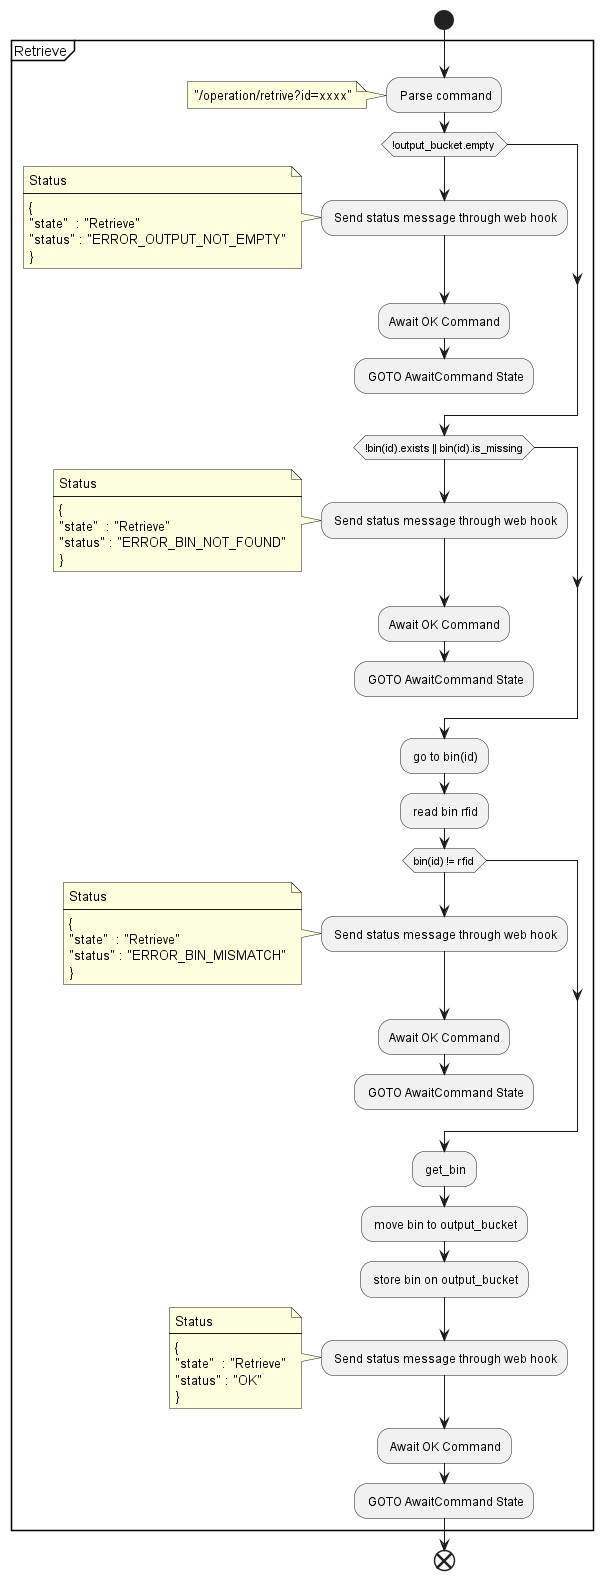 Retrieve
"/operation/retrive?id=xxxx"
Parse command
!output_bucket.empty
Status
{
"state"  : "Retrieve"
"status" : "ERROR_OUTPUT_NOT_EMPTY"
}
Send status message through web hook
Await OK Command
GOTO AwaitCommand State
!bin(id).exists || bin(id).is_missing
Status
{
"state"  : "Retrieve"
"status" : "ERROR_BIN_NOT_FOUND"
}
Send status message through web hook
Await OK Command
GOTO AwaitCommand State
go to bin(id)
read bin rfid
bin(id) != rfid
Status
{
"state"  : "Retrieve"
"status" : "ERROR_BIN_MISMATCH"
}
Send status message through web hook
Await OK Command
GOTO AwaitCommand State
get_bin
move bin to output_bucket
store bin on output_bucket
Status
{
"state"  : "Retrieve"
"status" : "OK"
}
Send status message through web hook
Await OK Command
GOTO AwaitCommand State